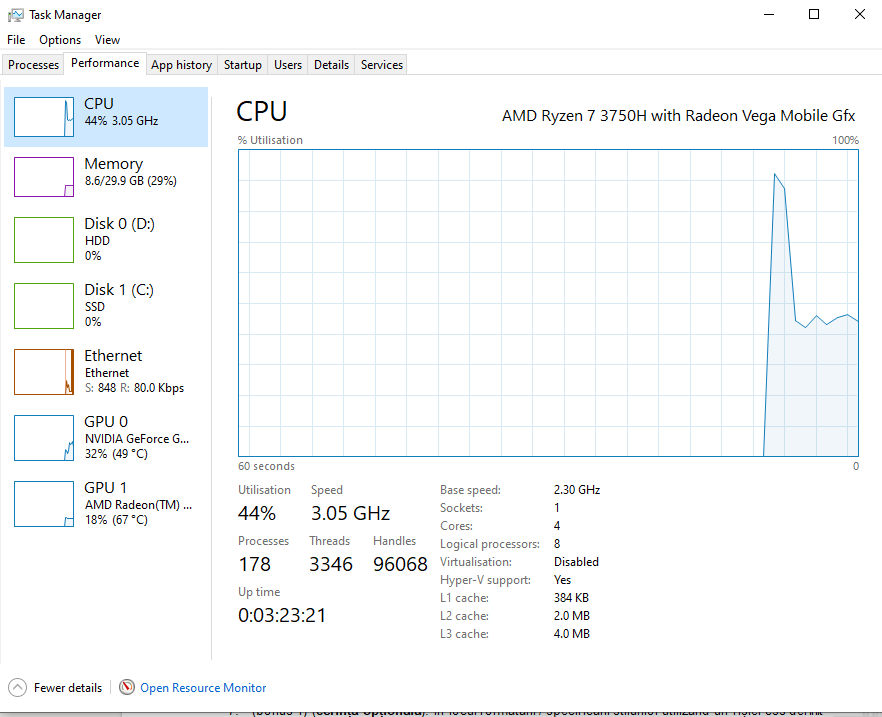 Task Manager
File Options View
Processes Performance App history Startup Users Details Services
CPU
44% 3.05 GHz
Memory
8.6/29.9 GB (29%)
Disk 0 (D:)
HDD
0%
Disk 1 (C:)
SSD
0%
Ethernet
Ethernet
S: 848 R: 80.0 Kbps
GPU 0
NVIDIA GeForce G...
32% (49 °C)
GPU 1
AMD Radeon(TM) ...
18% (67 °C)
CPU
AMD Ryzen 7 3750H with Radeon Vega Mobile Gfx
% Utilisation 100%
60 seconds 0
Utilisation Speed
44% 3.05 GHz
Processes Threads Handles
178 3346 96068
Up time
0:03:23:21
Base speed: 2.30 GHz
Sockets: 1
Cores: 4
Logical processors: 8
Virtualisation: Disabled
Hyper-V support: Yes
L1 cache: 384 KB
L2 cache: 2.0 MB
L3 cache: 4.0 MB
Fewer details Open Resource Monitor